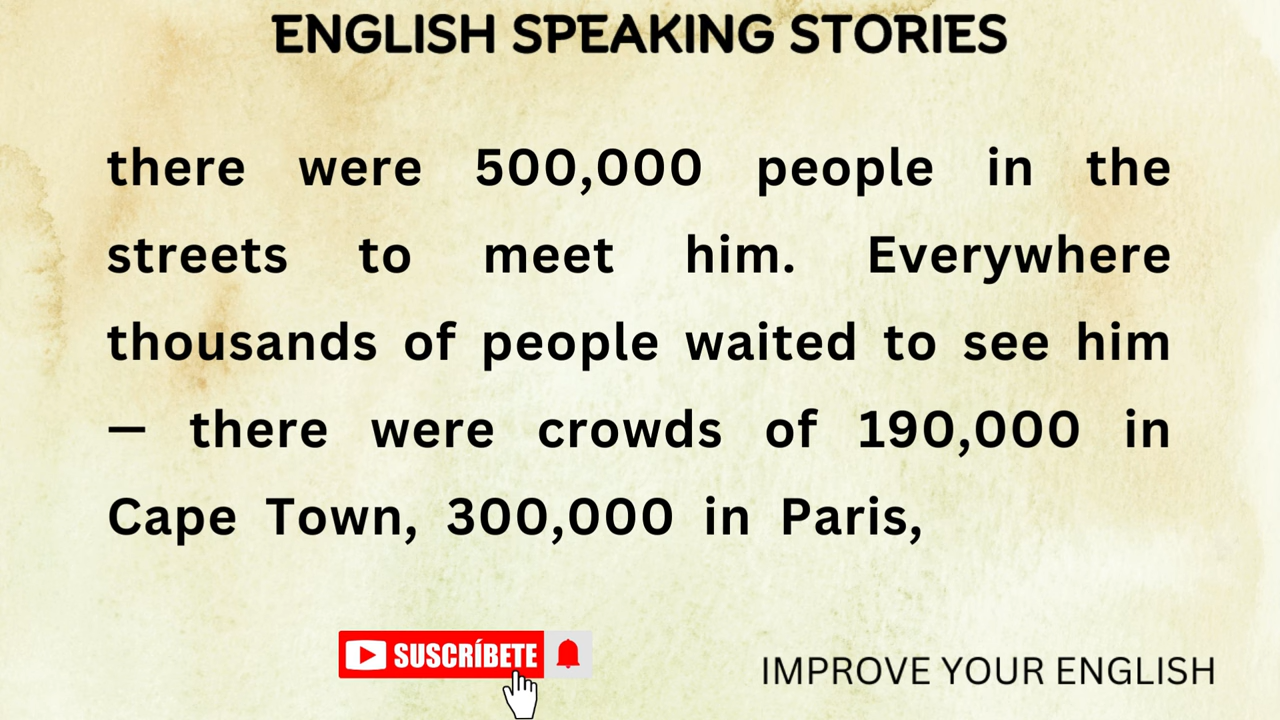 ENGLISH SPEAKING STORIES
there were 500,000 people in the
streets to meet him. Everywhere
thousands of people waited to see him
– there were crowds of 190,000 in
Cape Town, 300,000 in Paris,
SUSCRÍBETE
IMPROVE YOUR ENGLISH